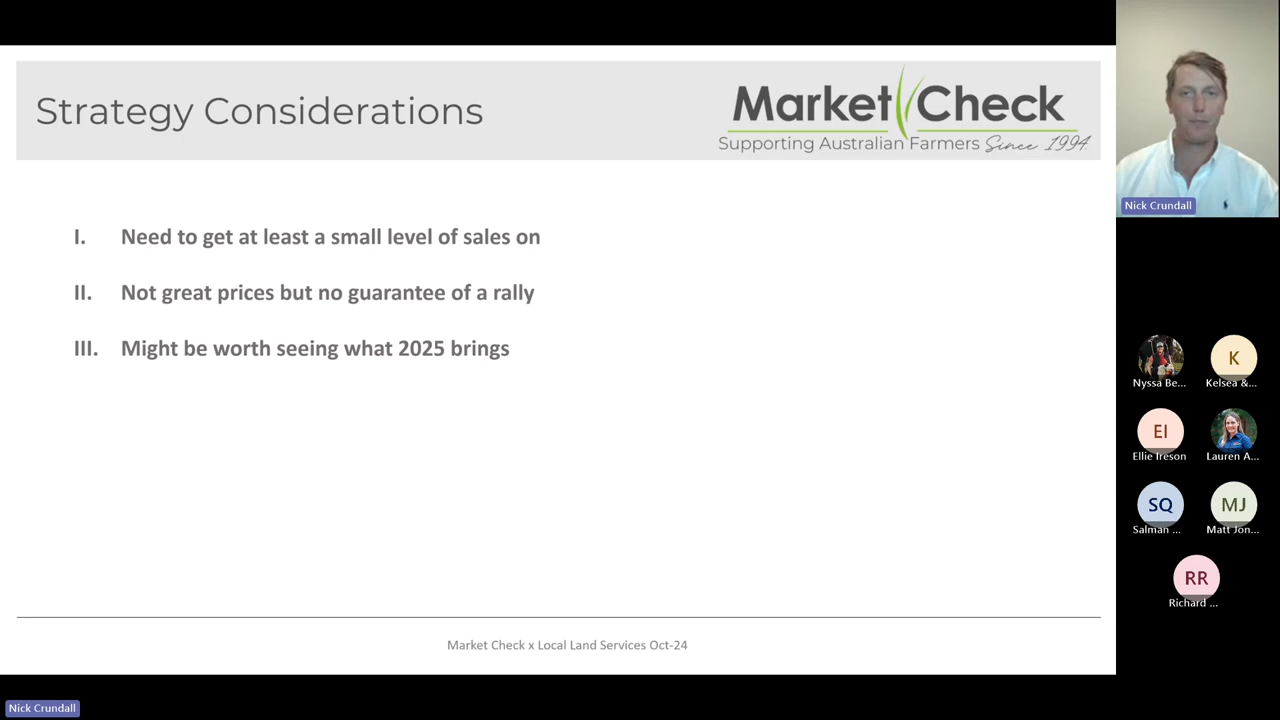 Strategy Considerations
Market Check
Supporting Australian Farmers Since 1994
I. Need to get at least a small level of sales on
II. Not great prices but no guarantee of a rally
III. Might be worth seeing what 2025 brings
Market Check x Local Land Services Oct-24
Nick Crundall
Nyssa Be...
K
Kelsea &...
EI
Ellie Ireson
Lauren A...
SQ
Salman ...
MJ
Matt Jon...
RR
Richard ...
Nick Crundall